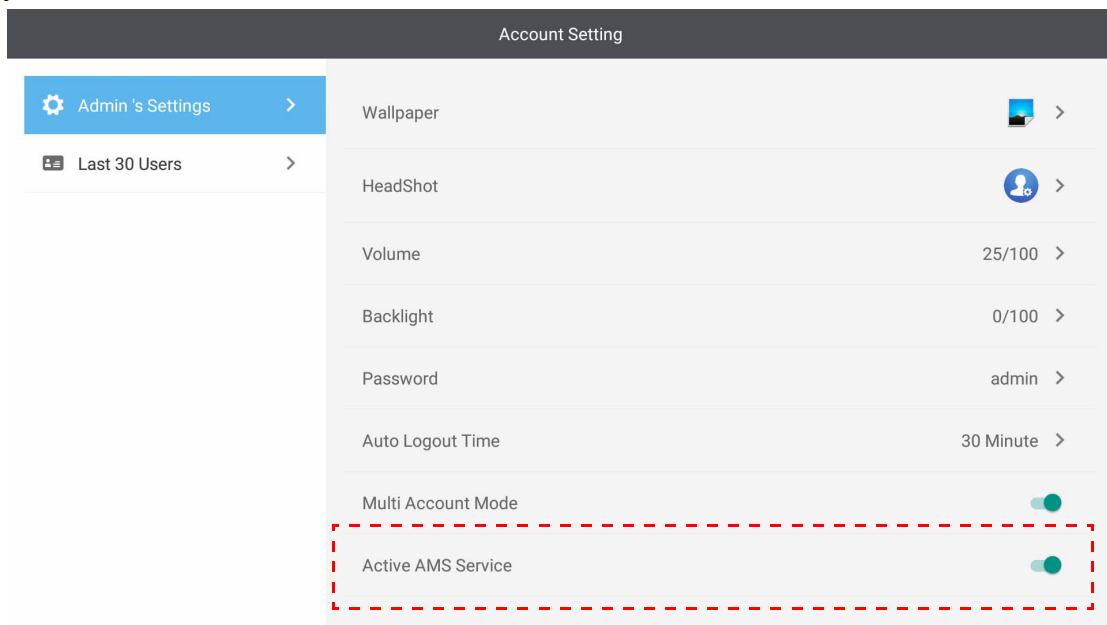 Account Setting
Admin 's Settings
Last 30 Users
Wallpaper
HeadShot
Volume 25/100
Backlight 0/100
Password admin
Auto Logout Time 30 Minute
Multi Account Mode
Active AMS Service